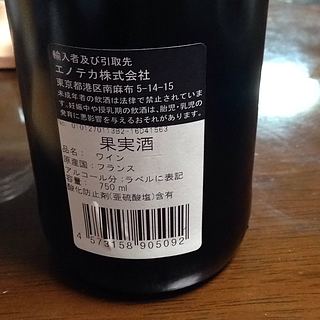 輸入者及び引取先
エノテカ株式会社
東京都港区南麻布 5-14-15
未成年者の飲酒は法律で禁止されていま
す。妊娠中や授乳期の飲酒は、胎児・乳児の
発育に悪影響を与えるおそれがあります。
果実酒
品名: ワイン
原産国:フランス
アルコール分:ラベルに表記
容量 750 ml
酸化防止剤(亜硫酸塩)含有
4 573158 905092